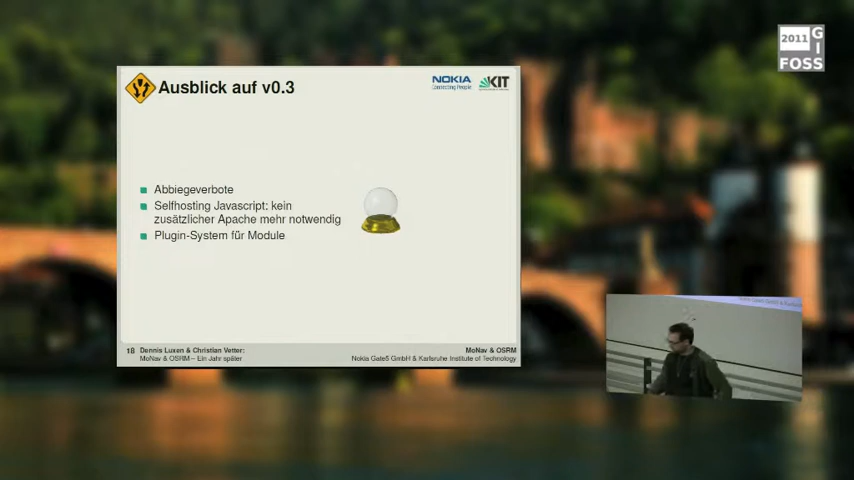 2011
G
I
FOSS
Ausblick auf v0.3
NOKIA
Connecting People
KIT
Abbiegeverbote
Selfhosting Javascript: kein
zusätzlicher Apache mehr notwendig
Plugin-System für Module
18 Dennis Luxen & Christian Vetter:
MoNav & OSRM – Ein Jahr später
MoNav & OSRM
Nokia Gate5 GmbH & Karlsruhe Institute of Technology